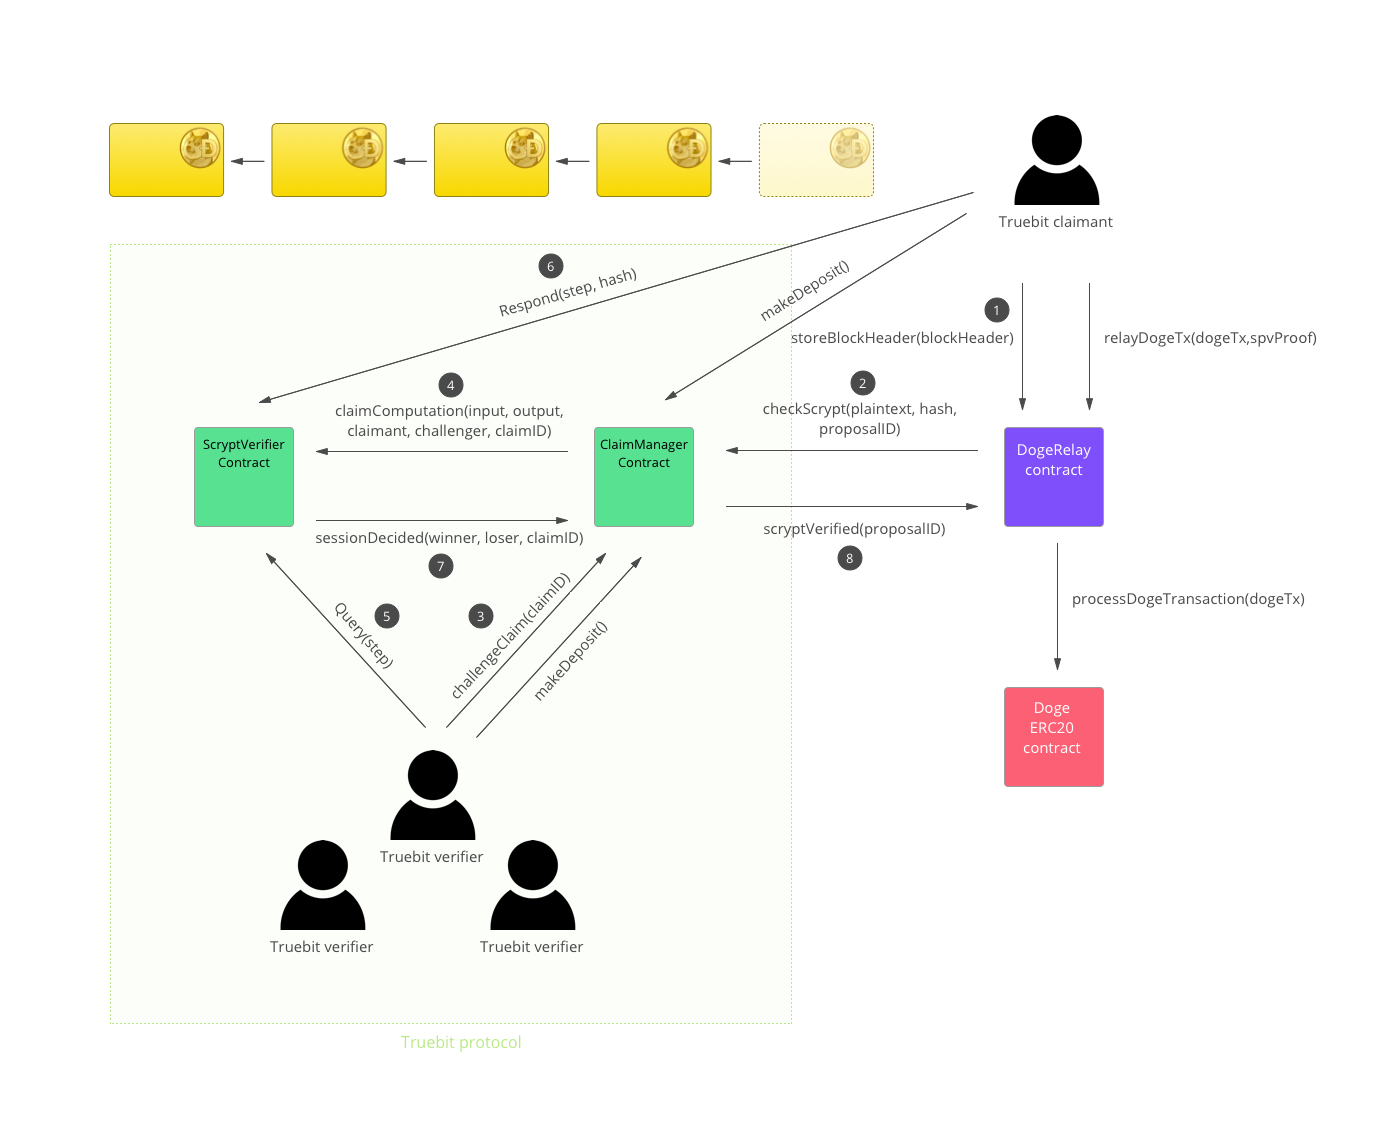 Truebit claimant
6
Respond(step, hash)
makeDeposit()
1
storeBlockHeader(blockHeader)
relayDogeTx(dogeTx,spvProof)
4
claimComputation(input, output,
claimant, challenger, claimID)
2
checkScrypt(plaintext, hash,
proposalID)
ScryptVerifier
Contract
ClaimManager
Contract
DogeRelay
contract
sessionDecided(winner, loser, claimID)
7
scryptVerified(proposalID)
8
5
Query(step)
3
challengeClaim(claimID)
makeDeposit()
processDogeTransaction(dogeTx)
Doge
ERC20
contract
Truebit verifier
Truebit verifier
Truebit verifier
Truebit protocol